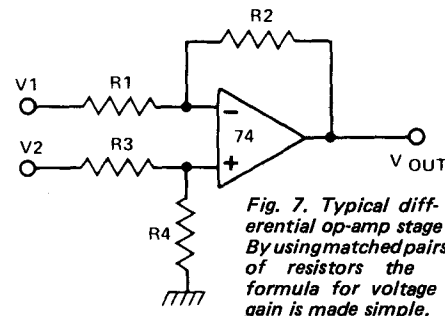 R2
V1
R1
−
74
V2
R3
+
V OUT
R4
Fig. 7. Typical diff-
erential op-amp stage
By using matched pairs
of resistors the
formula for voltage
gain is made simple.